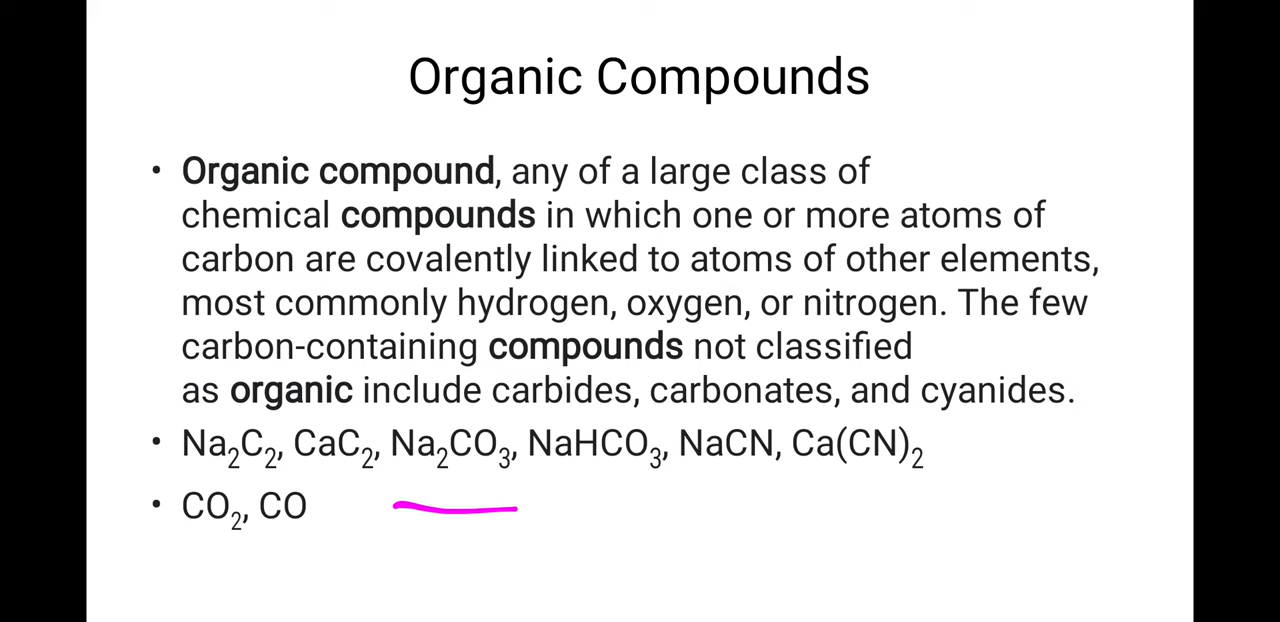 Organic Compounds
• Organic compound, any of a large class of
chemical compounds in which one or more atoms of
carbon are covalently linked to atoms of other elements,
most commonly hydrogen, oxygen, or nitrogen. The few
carbon-containing compounds not classified
as organic include carbides, carbonates, and cyanides.
• Na₂C₂, CaC₂, Na₂CO₃, NaHCO₃, NaCN, Ca(CN)₂
• CO₂, CO